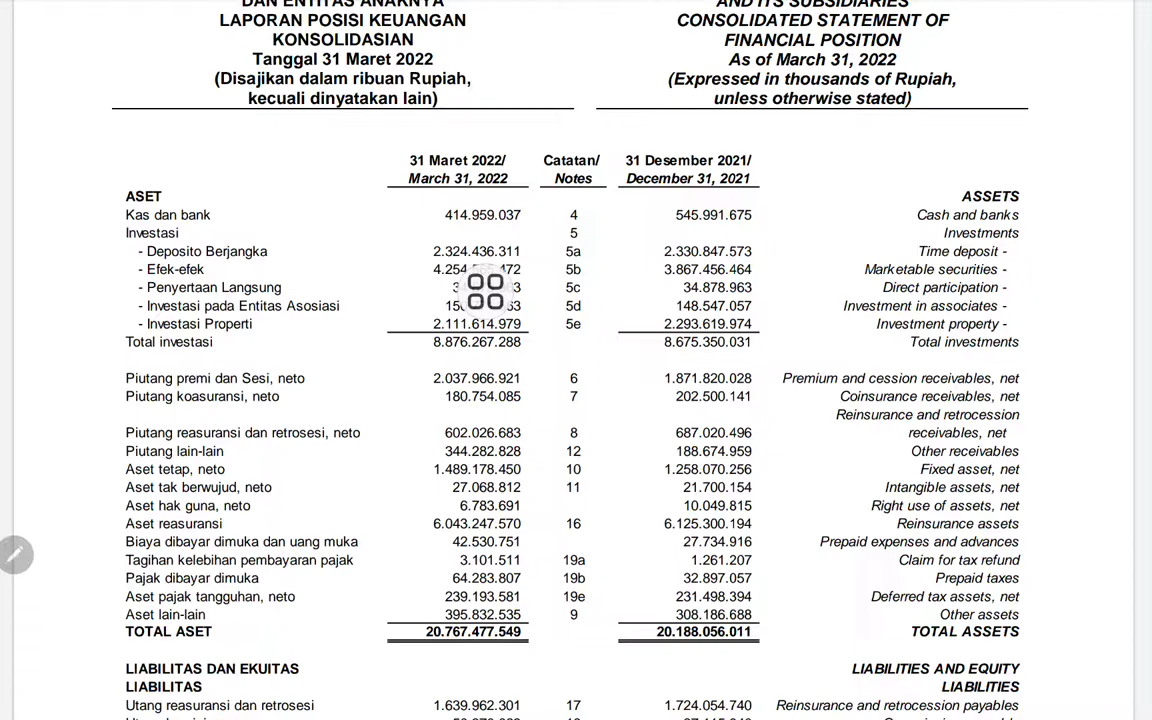 DAN ENTITAS ANAKNYA AND ITS SUBSIDIARIES
LAPORAN POSISI KEUANGAN CONSOLIDATED STATEMENT OF
KONSOLIDASIAN FINANCIAL POSITION
Tanggal 31 Maret 2022 As of March 31, 2022
(Disajikan dalam ribuan Rupiah, (Expressed in thousands of Rupiah,
kecuali dinyatakan lain) unless otherwise stated)
31 Maret 2022/ Catatan/ 31 Desember 2021/
March 31, 2022 Notes December 31, 2021
ASET ASSETS
Kas dan bank 414.959.037 4 545.991.675 Cash and banks
Investasi 5 Investments
- Deposito Berjangka 2.324.436.311 5a 2.330.847.573 Time deposit -
- Efek-efek 5b 3.867.456.464 Marketable securities -
- Penyertaan Langsung 5c 34.878.963 Direct participation -
- Investasi pada Entitas Asosiasi 5d 148.547.057 Investment in associates -
- Investasi Properti 2.111.614.979 5e 2.293.619.974 Investment property -
Total investasi 8.876.267.288 8.675.350.031 Total investments
Piutang premi dan Sesi, neto 2.037.966.921 6 1.871.820.028 Premium and cession receivables, net
Piutang koasuransi, neto 180.754.085 7 202.500.141 Coinsurance receivables, net
Reinsurance and retrocession
Piutang reasuransi dan retrosesi, neto 602.026.683 8 687.020.496 receivables, net
Piutang lain-lain 344.282.828 12 188.674.959 Other receivables
Aset tetap, neto 1.489.178.450 10 1.258.070.256 Fixed asset, net
Aset tak berwujud, neto 27.068.812 11 21.700.154 Intangible assets, net
Aset hak guna, neto 6.783.691 10.049.815 Right use of assets, net
Aset reasuransi 6.043.247.570 16 6.125.300.194 Reinsurance assets
Biaya dibayar dimuka dan uang muka 42.530.751 27.734.916 Prepaid expenses and advances
Tagihan kelebihan pembayaran pajak 3.101.511 19a 1.261.207 Claim for tax refund
Pajak dibayar dimuka 64.283.807 19b 32.897.057 Prepaid taxes
Aset pajak tangguhan, neto 239.193.581 19e 231.498.394 Deferred tax assets, net
Aset lain-lain 395.832.535 9 308.186.688 Other assets
TOTAL ASET 20.767.477.549 20.188.056.011 TOTAL ASSETS
LIABILITAS DAN EKUITAS LIABILITIES AND EQUITY
LIABILITAS LIABILITIES
Utang reasuransi dan retrosesi 1.639.962.301 17 1.724.054.740 Reinsurance and retrocession payables